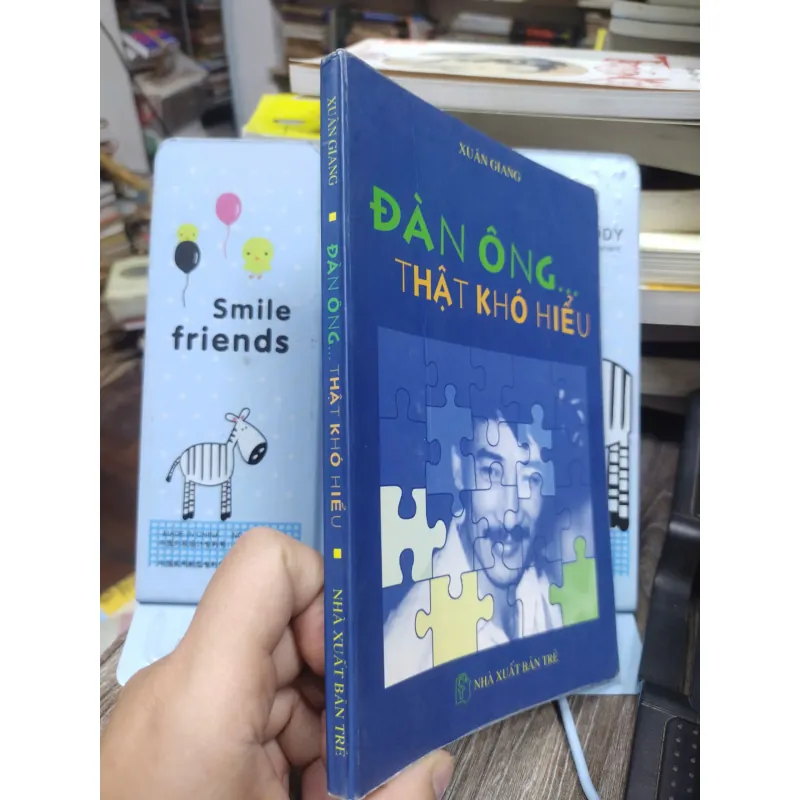 XUÂN GIANG
ĐÀN ÔNG...
THẬT KHÓ HIỂU
NHÀ XUẤT BẢN TRẺ
XUÂN GIANG ▪ ĐÀN ÔNG... THẬT KHÓ HIỂU ▪ NHÀ XUẤT BẢN TRẺ
Smile
friends